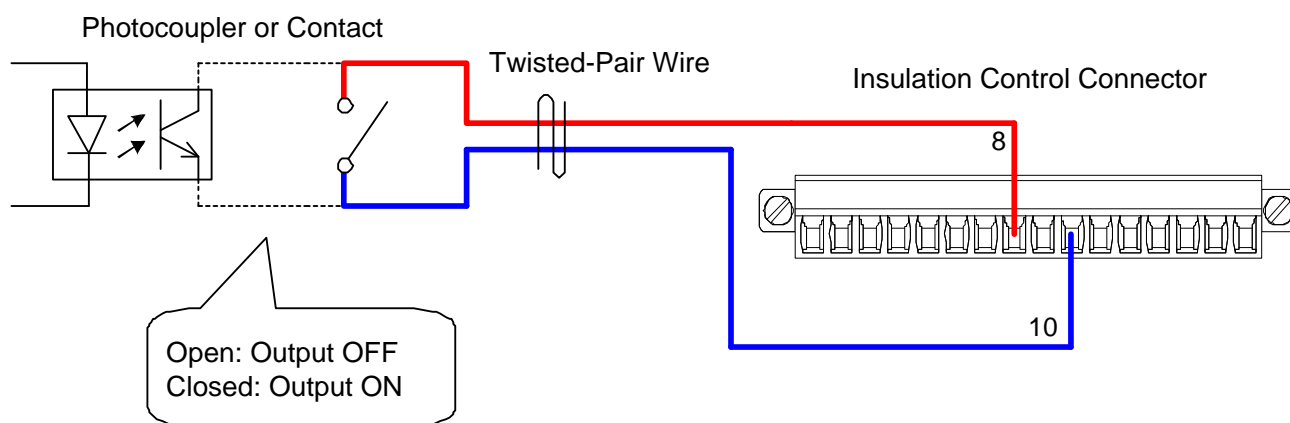 Photocoupler or Contact
Twisted-Pair Wire
Insulation Control Connector
8
10
Open: Output OFF
Closed: Output ON